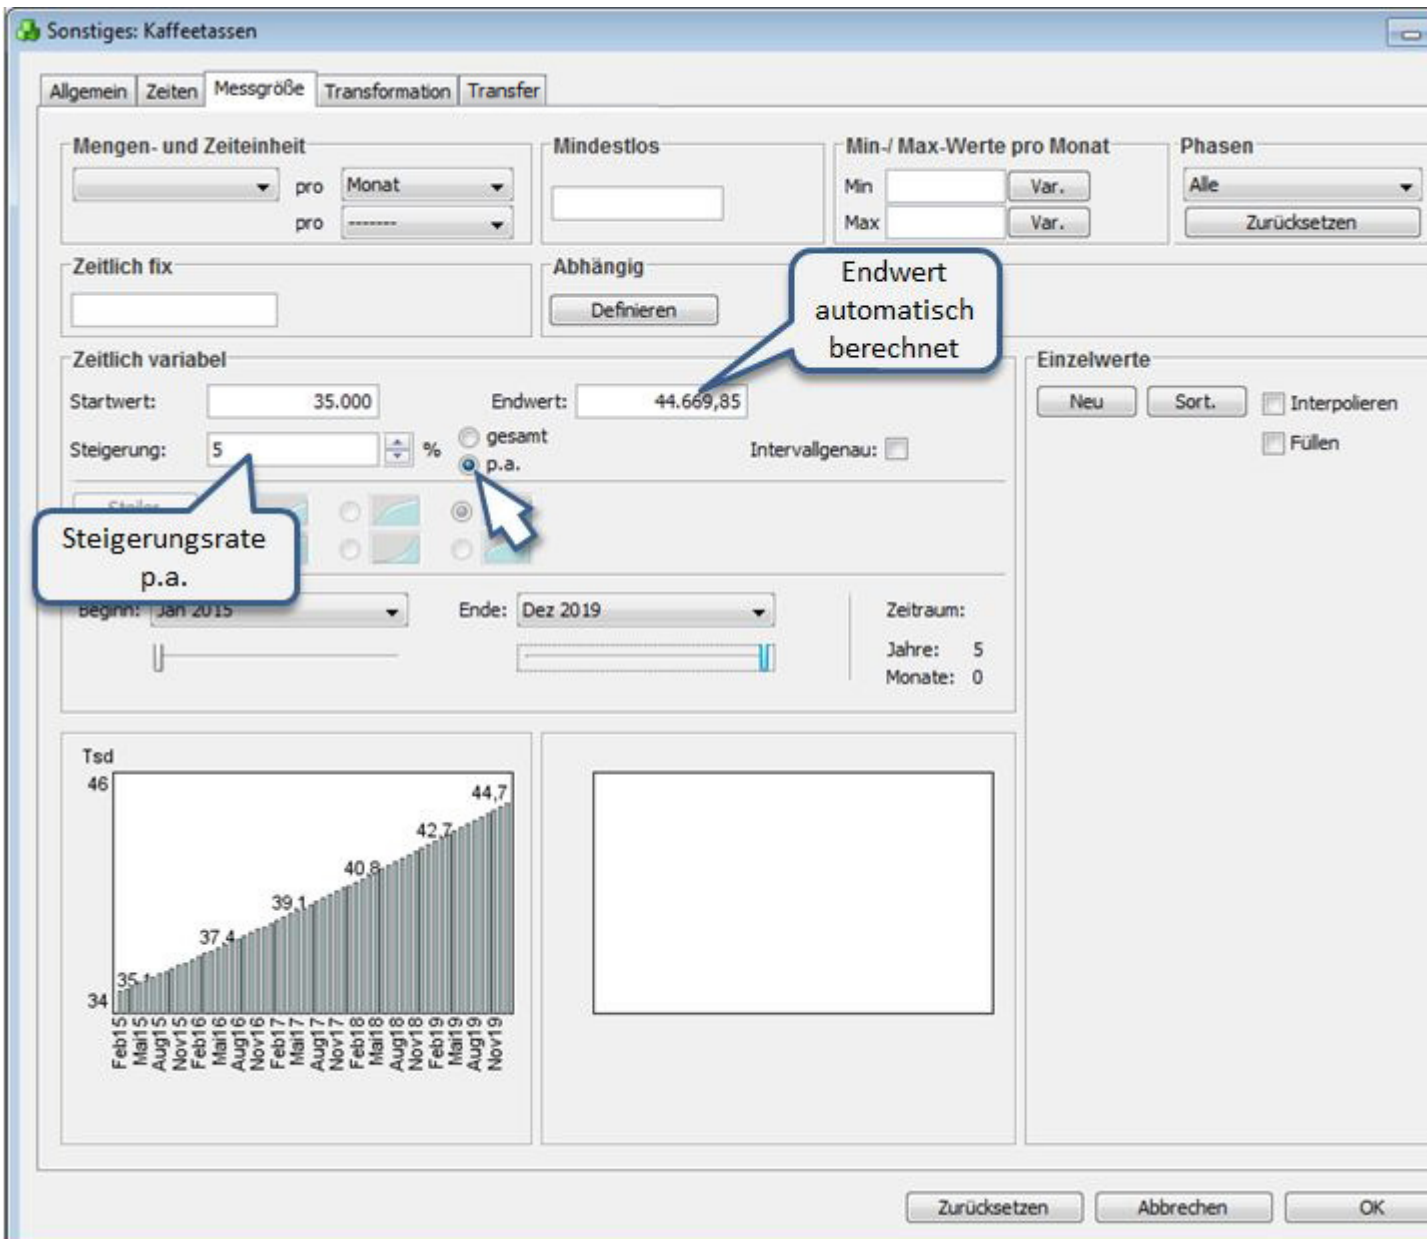 Sonstiges: Kaffeetassen
Allgemein Zeiten Messgröße Transformation Transfer
Mengen- und Zeiteinheit
pro Monat
pro -------
Mindestlos
Min-/ Max-Werte pro Monat
Min Var.
Max Var.
Phasen
Alle
Zurücksetzen
Zeitlich fix
Abhängig
Definieren
Endwert
automatisch
berechnet
Zeitlich variabel
Startwert: 35.000 Endwert: 44.669,85
Steigerung: 5 % gesamt
p.a.
Intervallgenau:
Einzelwerte
Neu Sort. Interpolieren
Füllen
Steigerungsrate
p.a.
Beginn: Jan 2015 Ende: Dez 2019 Zeitraum:
Jahre: 5
Monate: 0
Tsd
46
44,7
42,7
40,8
39,1
37,4
35,1
34
Feb15
Mai15
Aug15
Nov15
Feb16
Mai16
Aug16
Nov16
Feb17
Mai17
Aug17
Nov17
Feb18
Mai18
Aug18
Nov18
Feb19
Mai19
Aug19
Nov19
Zurücksetzen Abbrechen OK